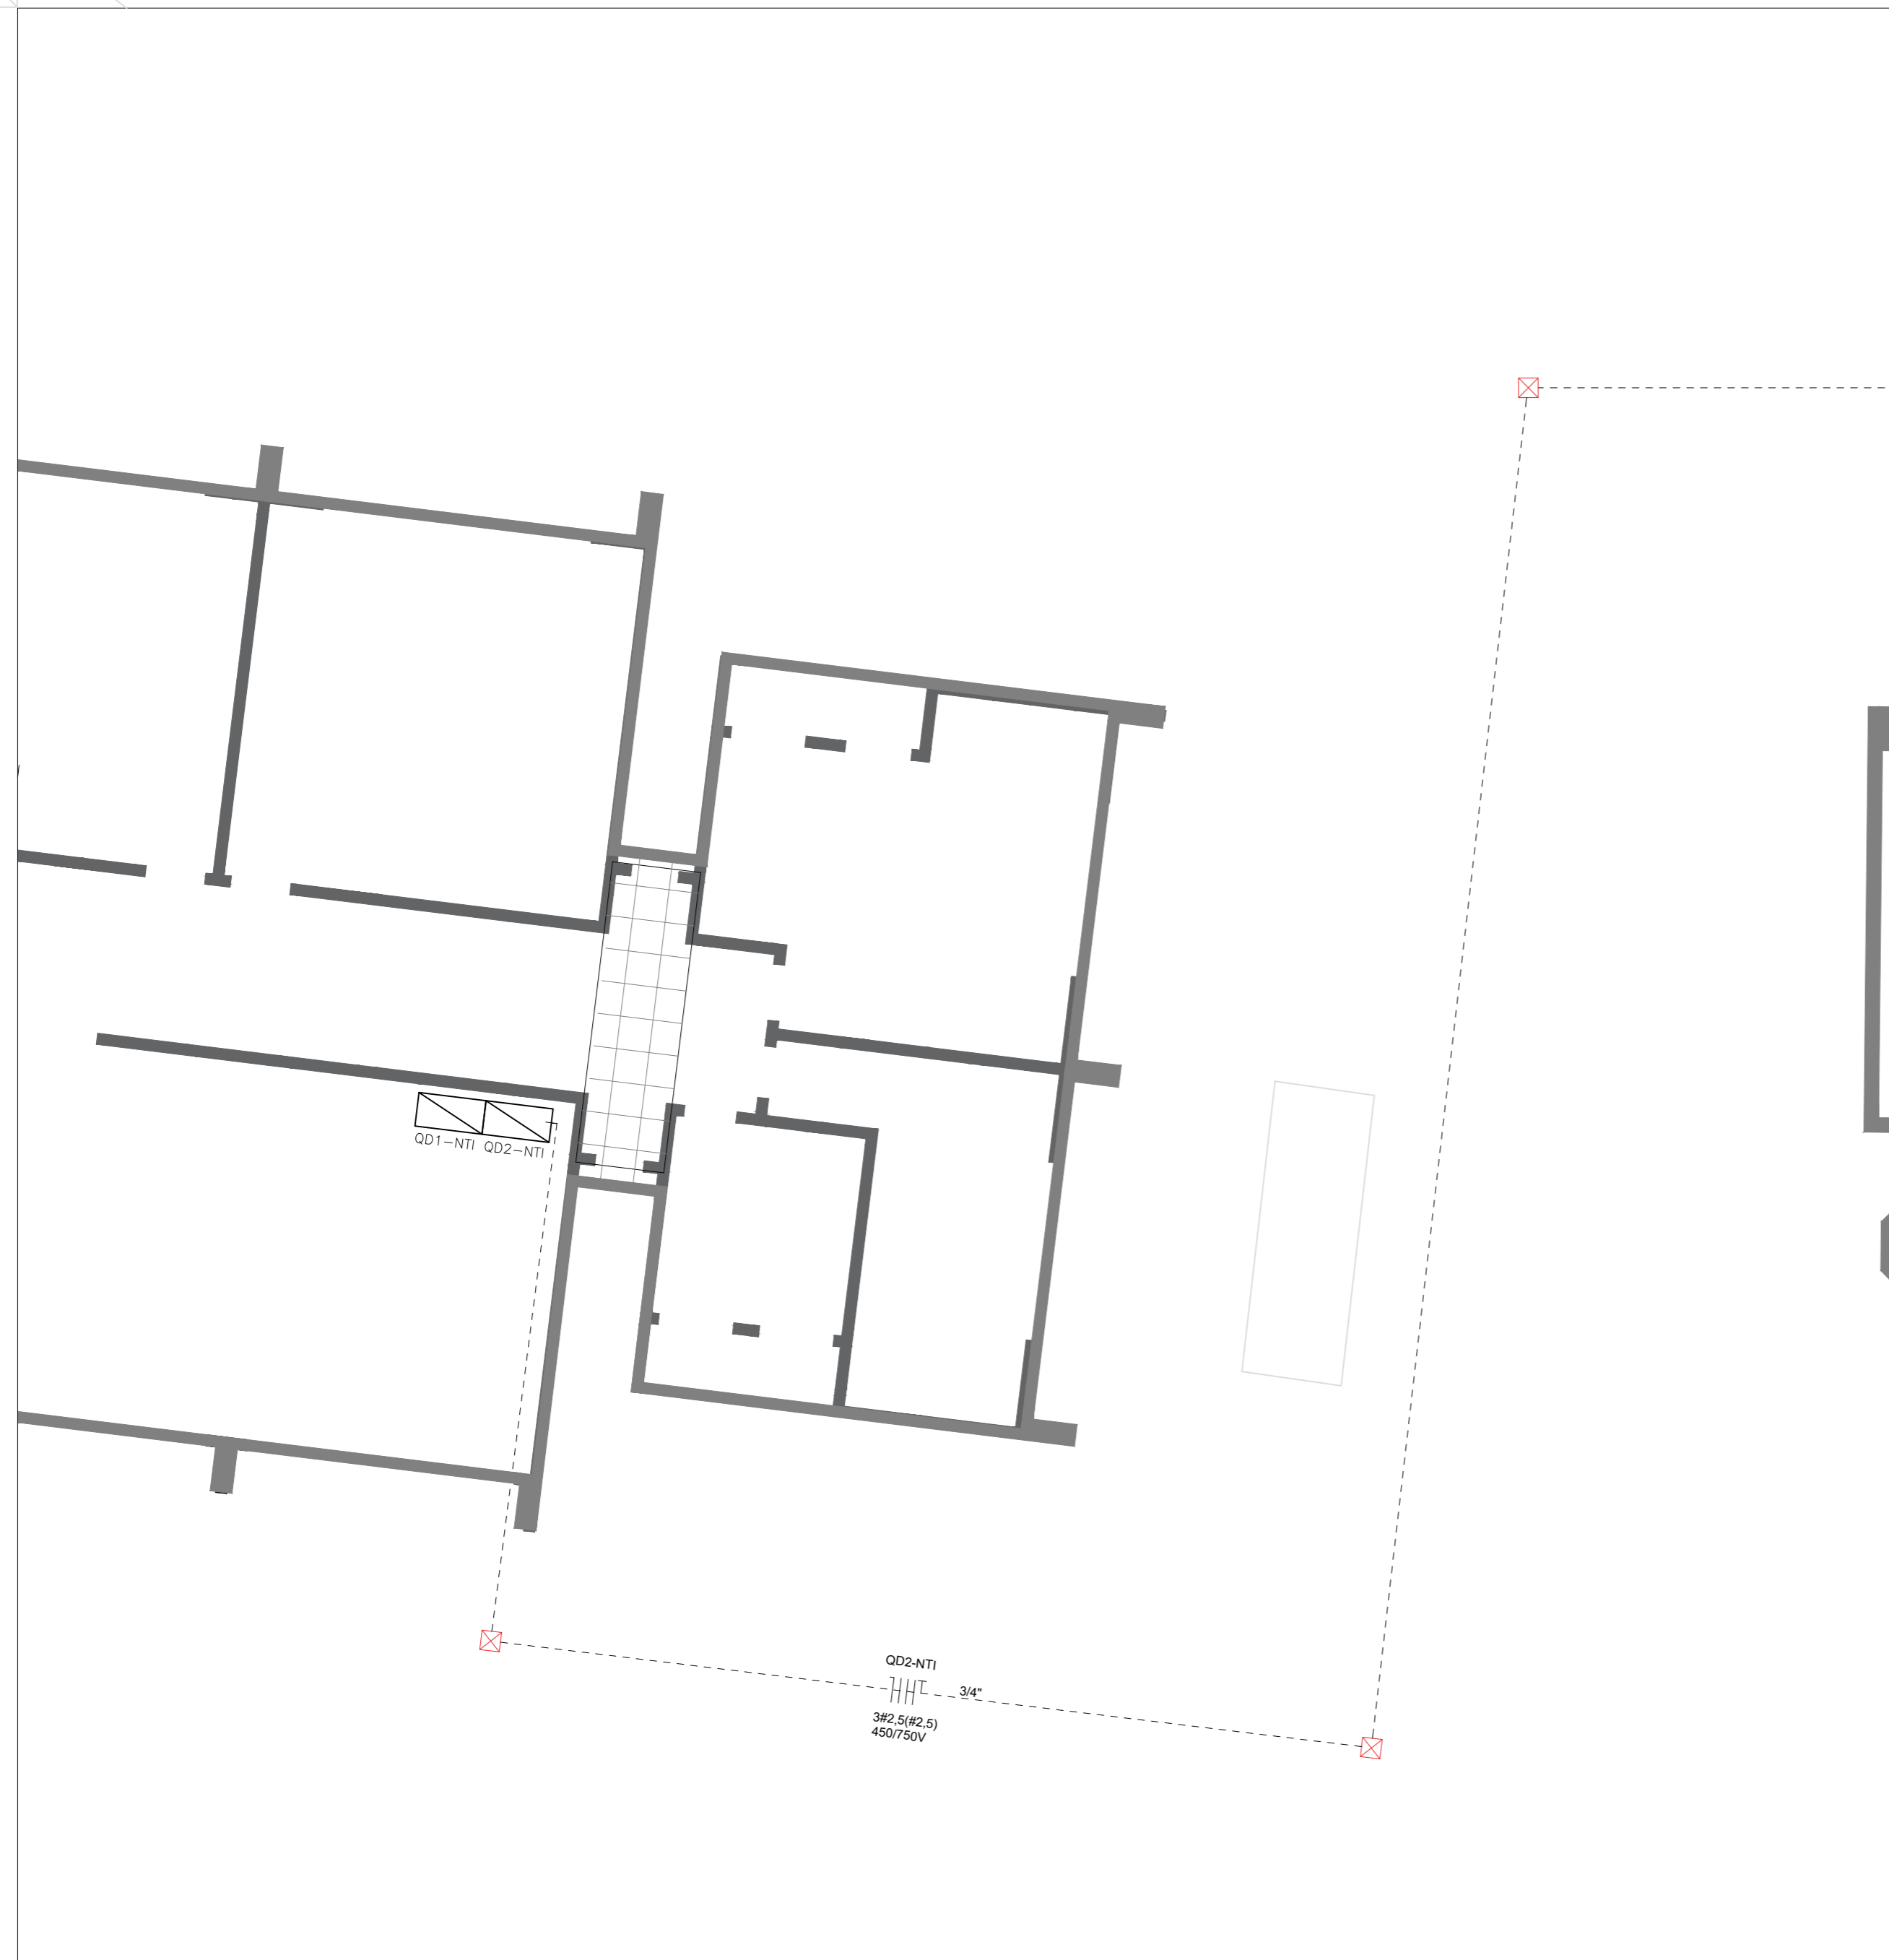 QD1-NTI QD2-NTI
QD2-NTI
3/4"
3#2,5(#2,5)
450/750V